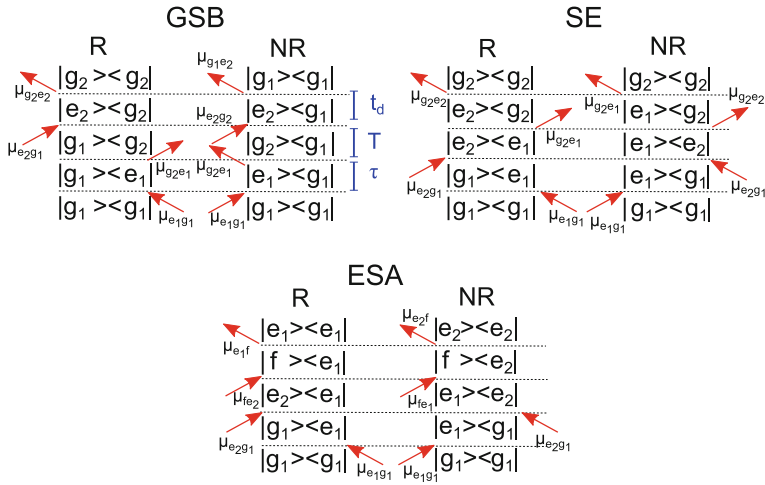 GSB
R
NR
μg₁e₂
|g₂><g₂|
|g₁><g₁|
μg₂e₂
|e₂><g₂|
μe₂g₂
|e₂><g₁|
t_d
μe₂g₁
|g₁><g₂|
μg₂e₁
μg₂e₁
|g₂><g₁|
T
|g₁><e₁|
|e₁><g₁|
τ
|g₁><g₁|
μe₁g₁
μe₁g₁
|g₁><g₁|
SE
R
NR
|g₂><g₂|
|g₂><g₂|
μg₂e₂
|e₂><g₂|
μg₂e₁
|e₁><g₂|
μg₂e₂
|e₂><e₁|
μg₂e₁
|e₁><e₂|
μe₂g₁
|g₁><e₁|
|e₁><g₁|
μe₂g₁
|g₁><g₁|
μe₁g₁
μe₁g₁
|g₁><g₁|
ESA
R
NR
|e₁><e₁|
μe₂f
|e₂><e₂|
μe₁f
|f ><e₁|
|f ><e₂|
μfe₂
|e₂><e₁|
μfe₁
|e₁><e₂|
μe₂g₁
|g₁><e₁|
|e₁><g₁|
μe₂g₁
|g₁><g₁|
μe₁g₁
μe₁g₁
|g₁><g₁|